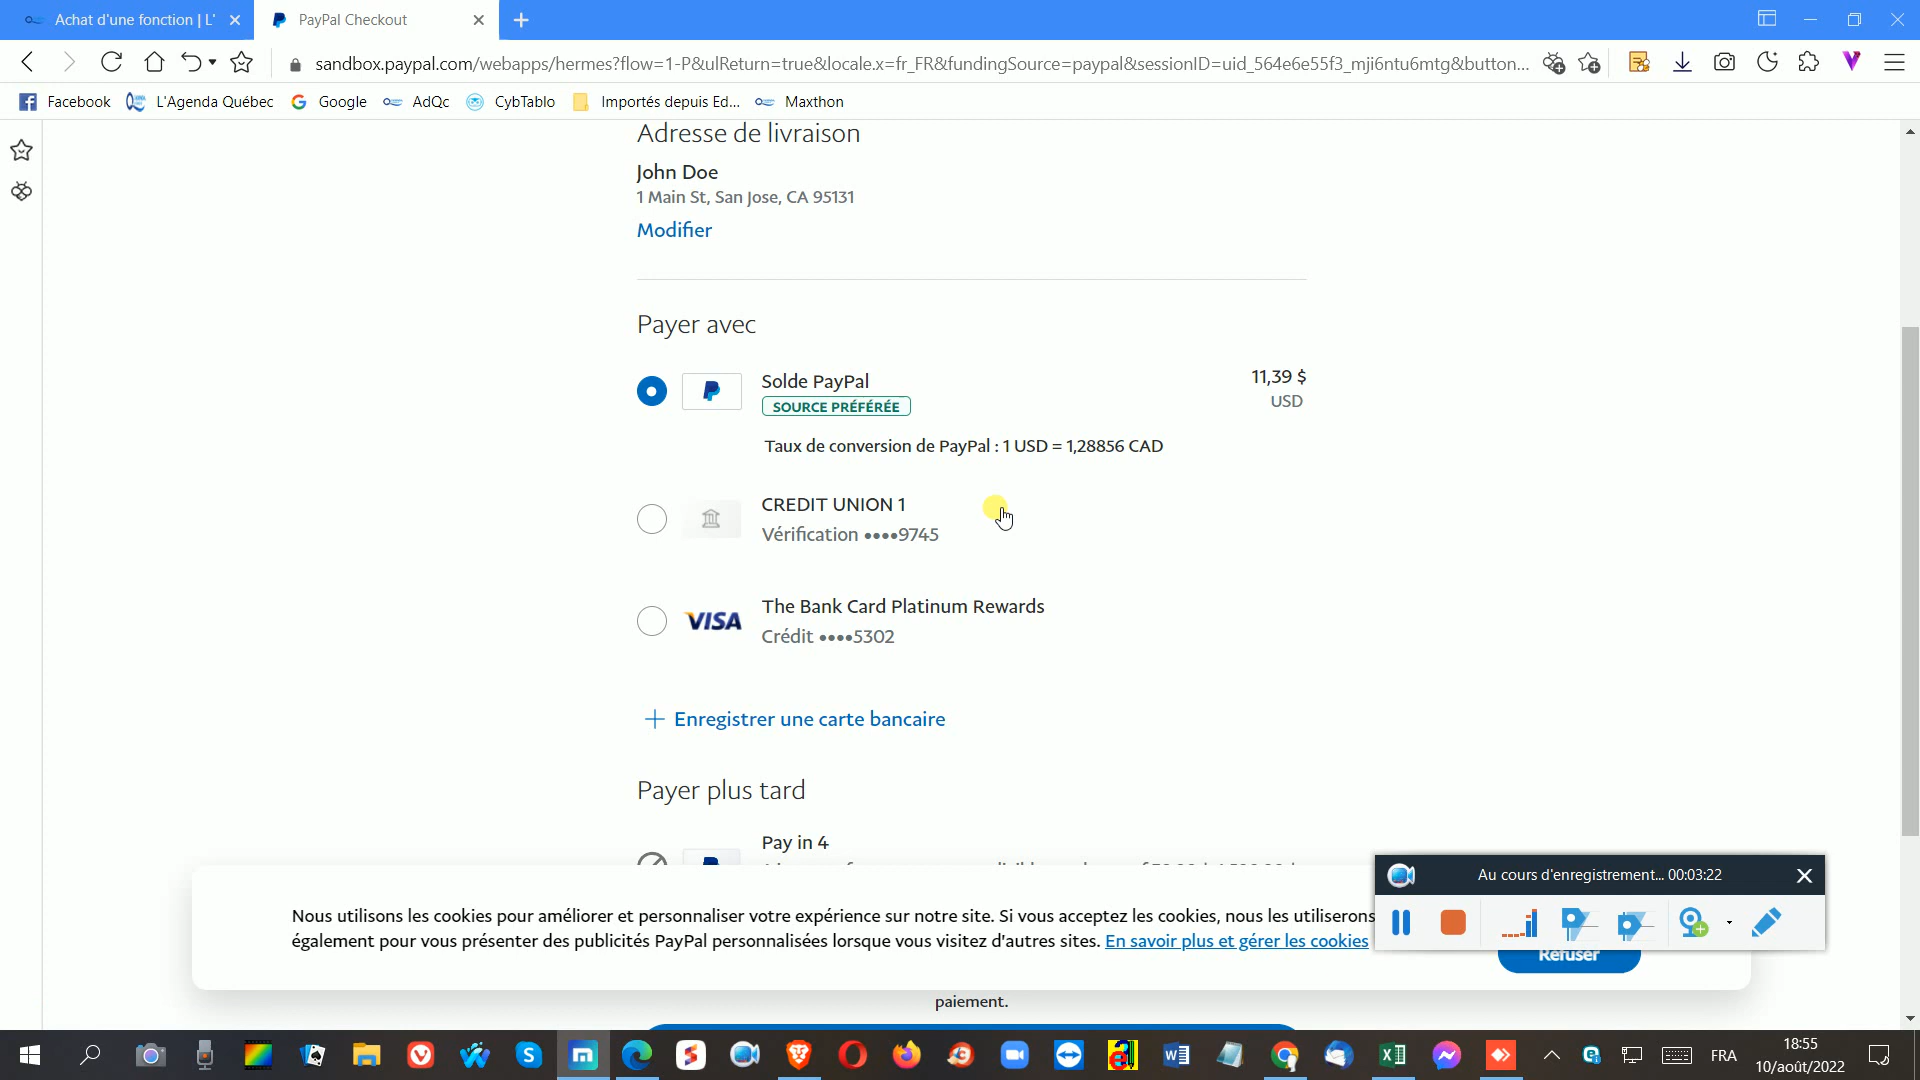 Achat d'une fonction | L'
PayPal Checkout
sandbox.paypal.com/webapps/hermes?flow=1-P&ulReturn=true&locale.x=fr_FR&fundingSource=paypal&sessionID=uid_564e6e55f3_mji6ntu6mtg&button...
Facebook
L'Agenda Québec
Google
AdQc
CybTablo
Importés depuis Ed...
Maxthon
Adresse de livraison
John Doe
1 Main St, San Jose, CA 95131
Modifier
Payer avec
Solde PayPal
11,39 $
SOURCE PRÉFÉRÉE
USD
Taux de conversion de PayPal : 1 USD = 1,28856 CAD
CREDIT UNION 1
Vérification ••••9745
VISA
The Bank Card Platinum Rewards
Crédit ••••5302
+ Enregistrer une carte bancaire
Payer plus tard
Pay in 4
Au cours d'enregistrement... 00:03:22
Nous utilisons les cookies pour améliorer et personnaliser votre expérience sur notre site. Si vous acceptez les cookies, nous les utiliserons
également pour vous présenter des publicités PayPal personnalisées lorsque vous visitez d'autres sites. En savoir plus et gérer les cookies
Refuser
paiement.
FRA
18:55
10/août/2022